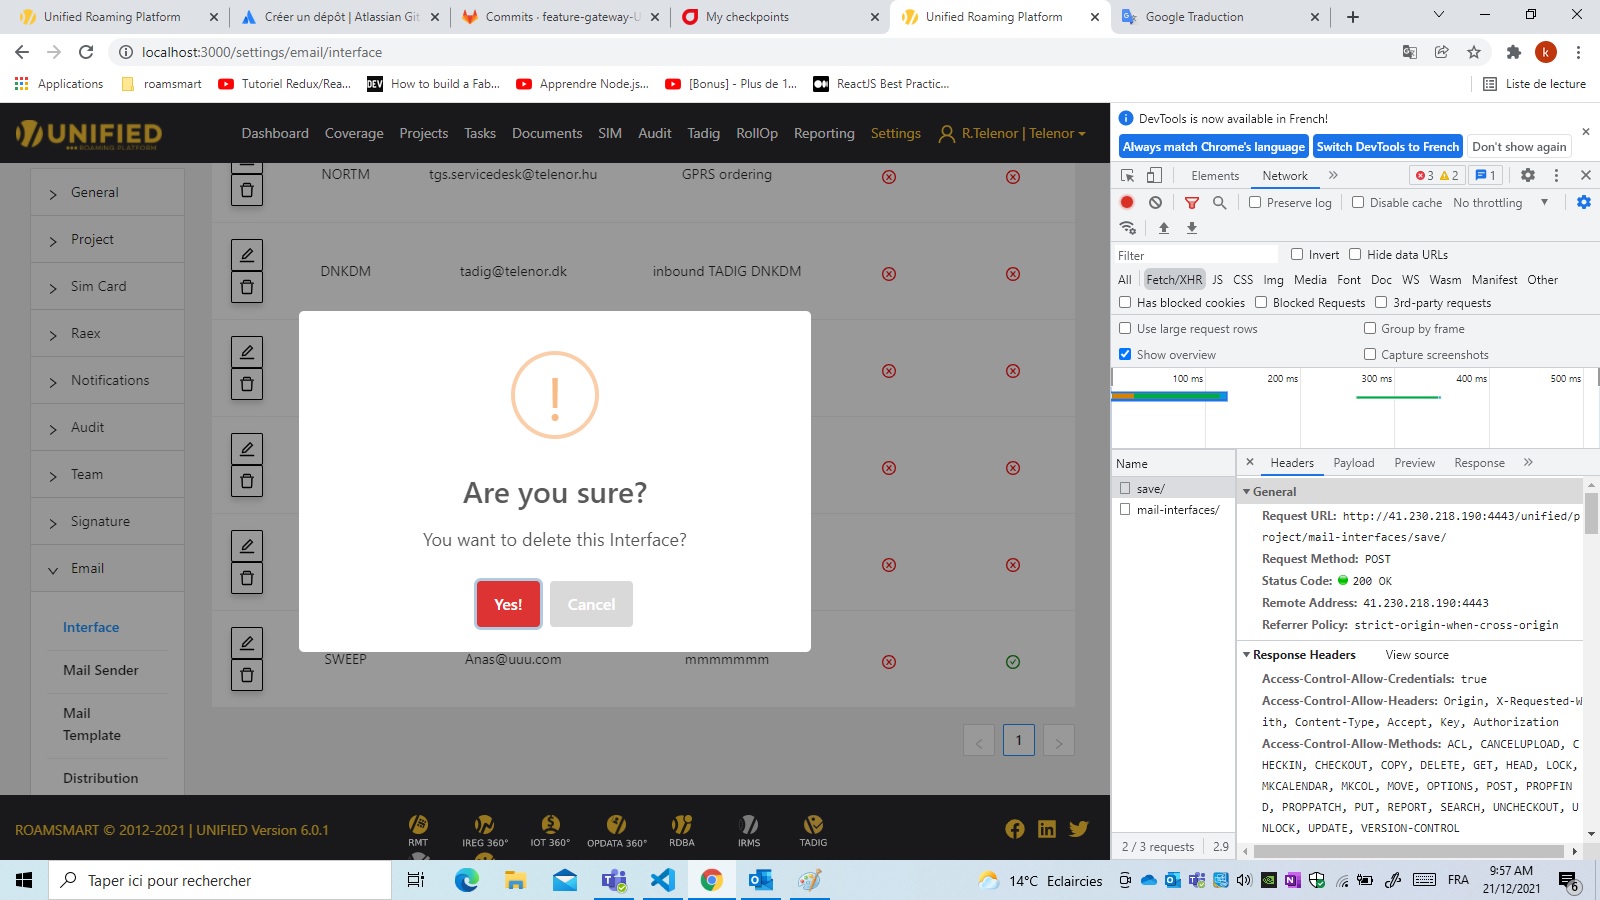 Unified Roaming Platform
Créer un dépôt | Atlassian Git
Commits · feature-gateway-U
My checkpoints
Unified Roaming Platform
Google Traduction
localhost:3000/settings/email/interface
k
Applications
roamsmart
Tutoriel Redux/Rea...
DEV
How to build a Fab...
Apprendre Node.js...
[Bonus] - Plus de 1...
ReactJS Best Practic...
Liste de lecture
UNIFIED
ROAMING PLATFORM
Dashboard
Coverage
Projects
Tasks
Documents
SIM
Audit
Tadig
RollOp
Reporting
Settings
R.Telenor | Telenor
General
Project
Sim Card
Raex
Notifications
Audit
Team
Signature
Email
Interface
Mail Sender
Mail
Template
Distribution
NORTM
tgs.servicedesk@telenor.hu
GPRS ordering
DNKDM
tadig@telenor.dk
inbound TADIG DNKDM
Are you sure?
You want to delete this Interface?
Yes!
Cancel
SWEEP
Anas@uuu.com
mmmmmmm
1
ROAMSMART © 2012-2021 | UNIFIED Version 6.0.1
RMT
IREG 360°
IOT 360°
OPDATA 360°
RDBA
IRMS
TADIG
DevTools is now available in French!
Always match Chrome's language
Switch DevTools to French
Don't show again
Elements
Network
3
2
1
Preserve log
Disable cache
No throttling
Filter
Invert
Hide data URLs
All
Fetch/XHR
JS
CSS
Img
Media
Font
Doc
WS
Wasm
Manifest
Other
Has blocked cookies
Blocked Requests
3rd-party requests
Use large request rows
Group by frame
Show overview
Capture screenshots
100 ms
200 ms
300 ms
400 ms
500 ms
Name
save/
mail-interfaces/
2 / 3 requests
2.9
Headers
Payload
Preview
Response
General
Request URL: http://41.230.218.190:4443/unified/p
roject/mail-interfaces/save/
Request Method: POST
Status Code: 200 OK
Remote Address: 41.230.218.190:4443
Referrer Policy: strict-origin-when-cross-origin
Response Headers
View source
Access-Control-Allow-Credentials: true
Access-Control-Allow-Headers: Origin, X-Requested-W
ith, Content-Type, Accept, Key, Authorization
Access-Control-Allow-Methods: ACL, CANCELUPLOAD, C
HECKIN, CHECKOUT, COPY, DELETE, GET, HEAD, LOCK,
MKCALENDAR, MKCOL, MOVE, OPTIONS, POST, PROPFIN
D, PROPPATCH, PUT, REPORT, SEARCH, UNCHECKOUT, U
NLOCK, UPDATE, VERSION-CONTROL
Taper ici pour rechercher
14°C
Eclaircies
FRA
9:57 AM
21/12/2021
6